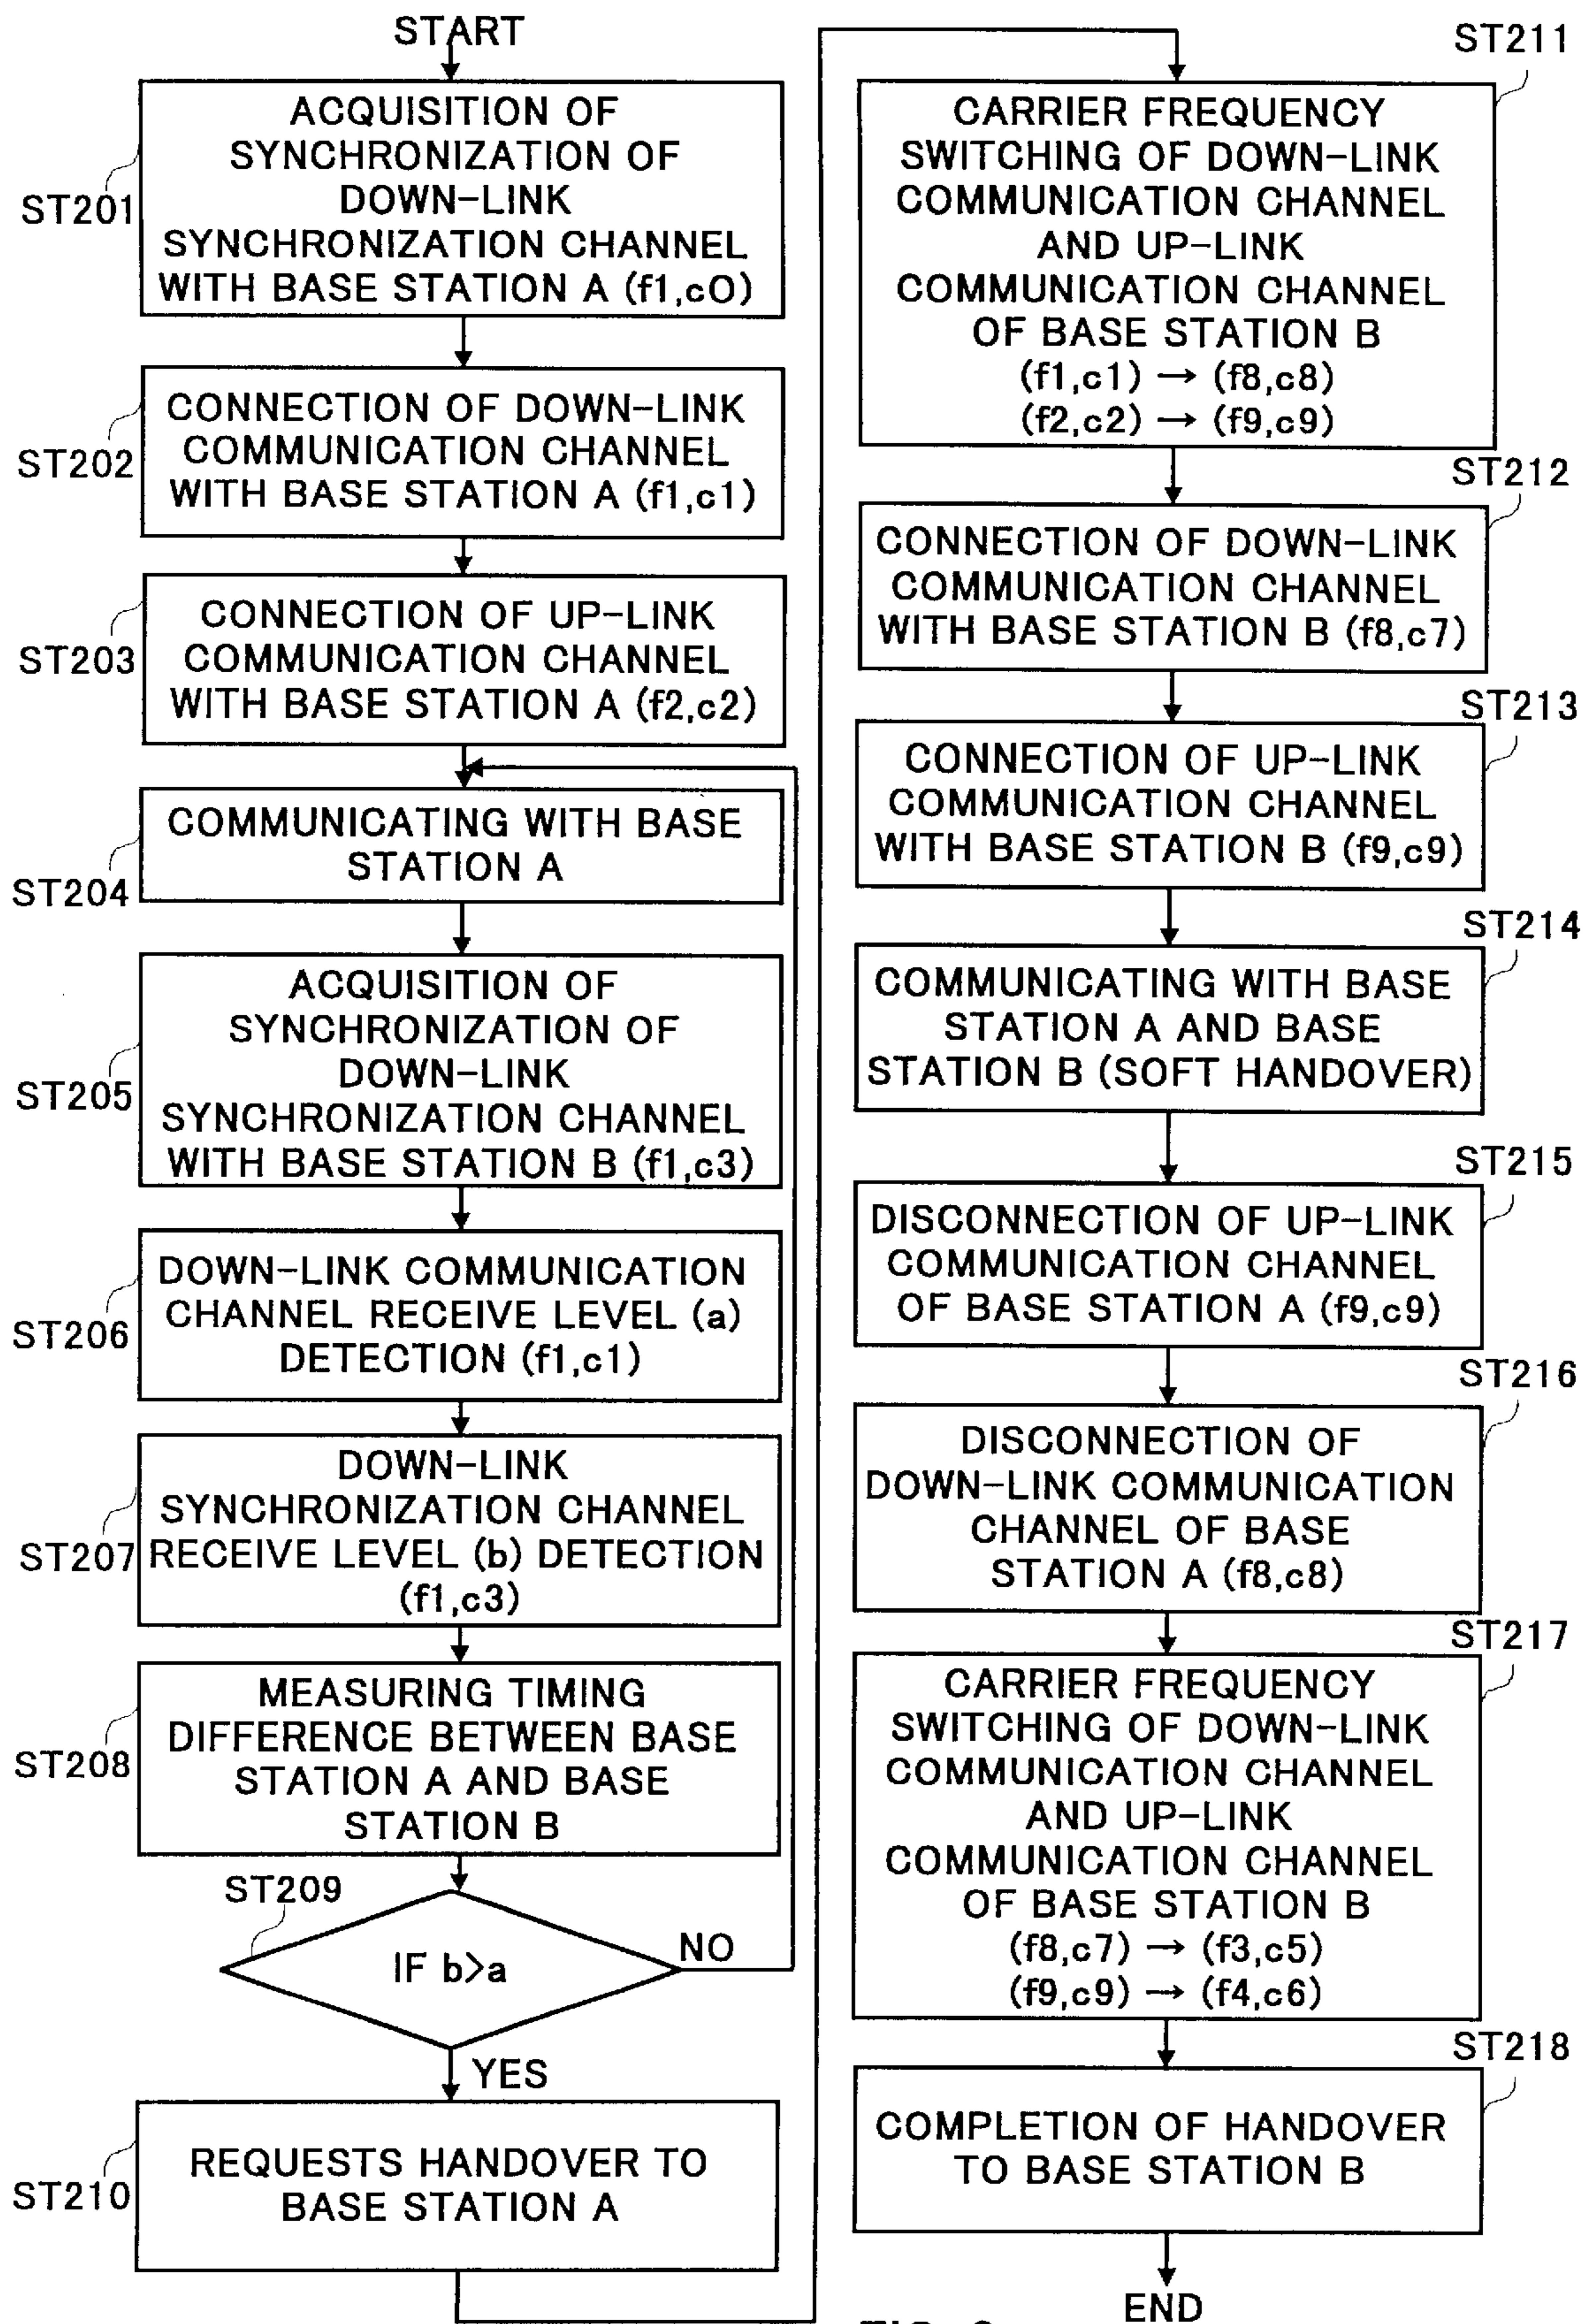 START
ACQUISITION OF
SYNCHRONIZATION OF
DOWN-LINK
SYNCHRONIZATION CHANNEL
WITH BASE STATION A (f1,c0)
ST201
CONNECTION OF DOWN-LINK
COMMUNICATION CHANNEL
WITH BASE STATION A (f1,c1)
ST202
CONNECTION OF UP-LINK
COMMUNICATION CHANNEL
WITH BASE STATION A (f2,c2)
ST203
COMMUNICATING WITH BASE
STATION A
ST204
ACQUISITION OF
SYNCHRONIZATION OF
DOWN-LINK
SYNCHRONIZATION CHANNEL
WITH BASE STATION B (f1,c3)
ST205
DOWN-LINK COMMUNICATION
CHANNEL RECEIVE LEVEL (a)
DETECTION (f1,c1)
ST206
DOWN-LINK
SYNCHRONIZATION CHANNEL
RECEIVE LEVEL (b) DETECTION
(f1,c3)
ST207
MEASURING TIMING
DIFFERENCE BETWEEN BASE
STATION A AND BASE
STATION B
ST208
ST209
IF b>a
NO
YES
REQUESTS HANDOVER TO
BASE STATION A
ST210
ST211
CARRIER FREQUENCY
SWITCHING OF DOWN-LINK
COMMUNICATION CHANNEL
AND UP-LINK
COMMUNICATION CHANNEL
OF BASE STATION B
(f1,c1) → (f8,c8)
(f2,c2) → (f9,c9)
ST212
CONNECTION OF DOWN-LINK
COMMUNICATION CHANNEL
WITH BASE STATION B (f8,c7)
ST213
CONNECTION OF UP-LINK
COMMUNICATION CHANNEL
WITH BASE STATION B (f9,c9)
ST214
COMMUNICATING WITH BASE
STATION A AND BASE
STATION B (SOFT HANDOVER)
ST215
DISCONNECTION OF UP-LINK
COMMUNICATION CHANNEL
OF BASE STATION A (f9,c9)
ST216
DISCONNECTION OF
DOWN-LINK COMMUNICATION
CHANNEL OF BASE
STATION A (f8,c8)
ST217
CARRIER FREQUENCY
SWITCHING OF DOWN-LINK
COMMUNICATION CHANNEL
AND UP-LINK
COMMUNICATION CHANNEL
OF BASE STATION B
(f8,c7) → (f3,c5)
(f9,c9) → (f4,c6)
ST218
COMPLETION OF HANDOVER
TO BASE STATION B
END